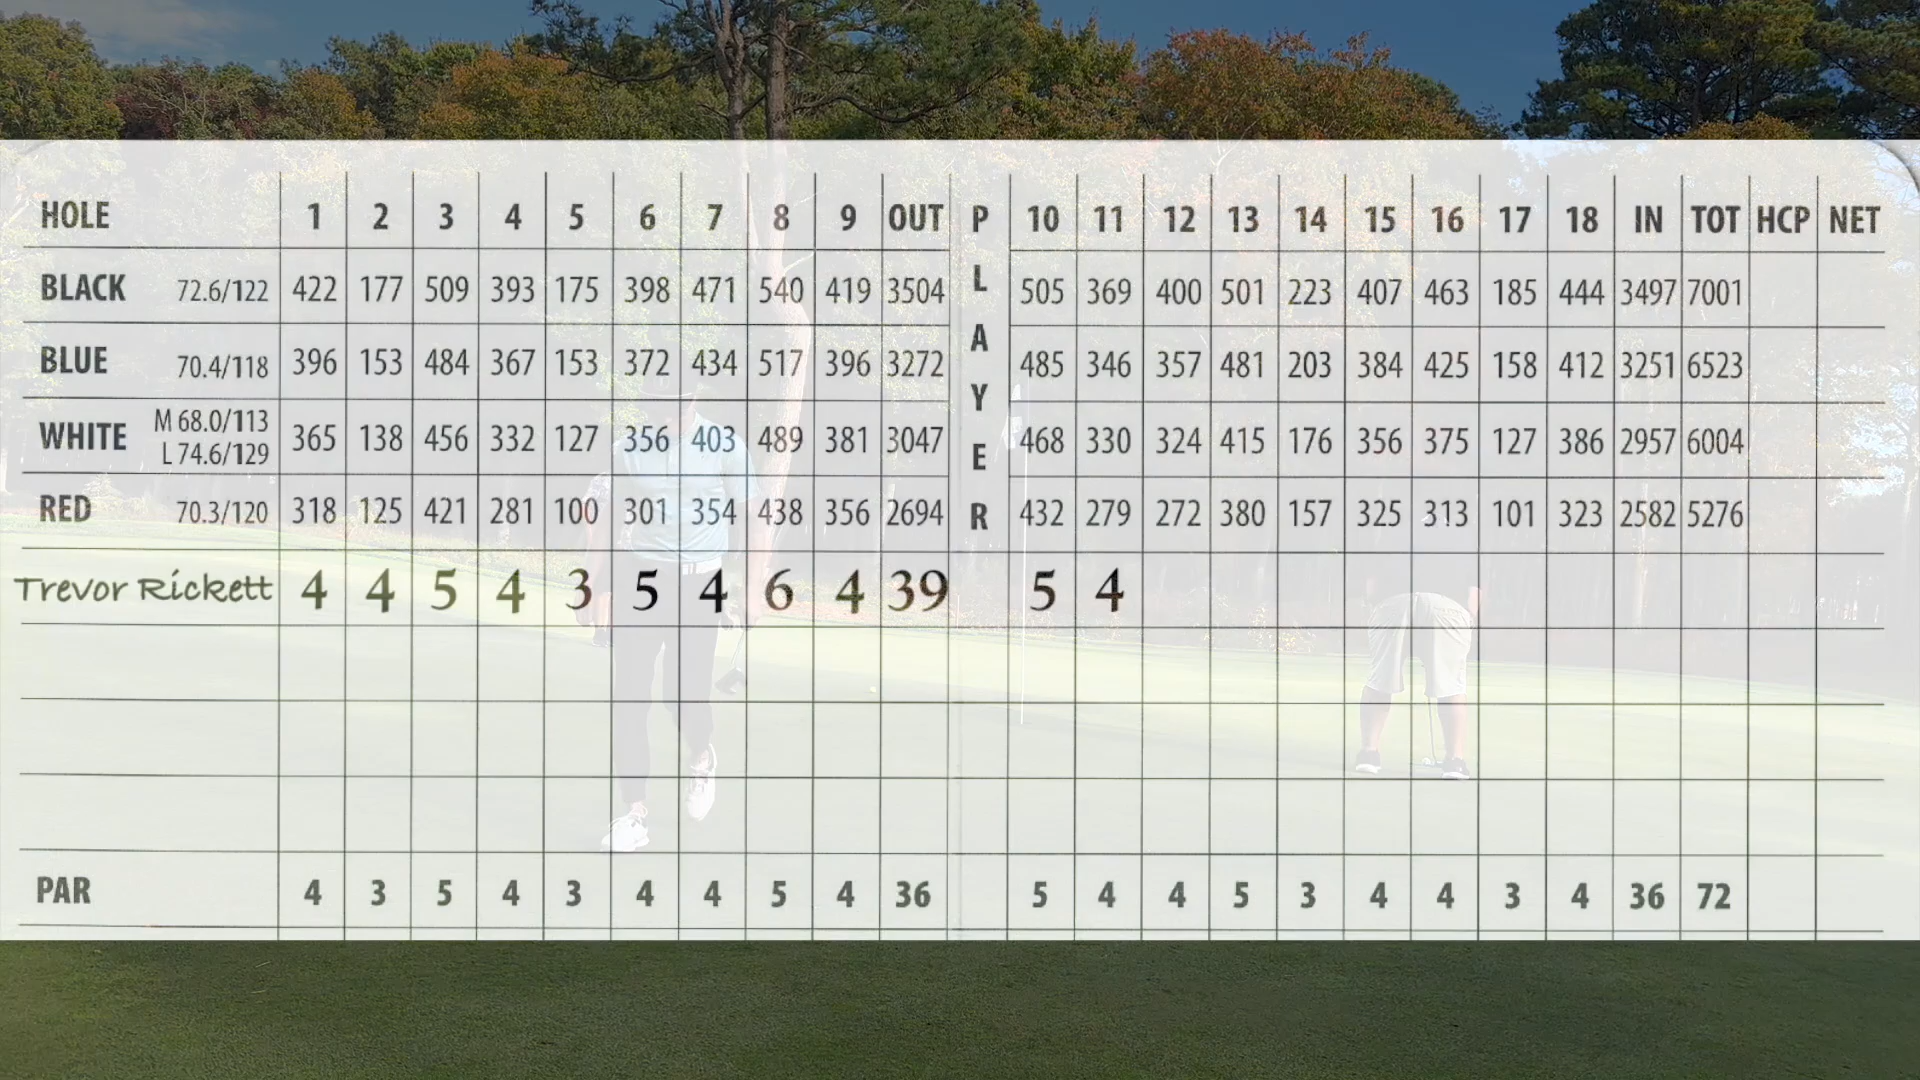 HOLE 1 2 3 4 5 6 7 8 9 OUT P 10 11 12 13 14 15 16 17 18 IN TOT HCP NET
BLACK 72.6/122 422 177 509 393 175 398 471 540 419 3504 L 505 369 400 501 223 407 463 185 444 3497 7001
BLUE 70.4/118 396 153 484 367 153 372 434 517 396 3272 A 485 346 357 481 203 384 425 158 412 3251 6523
Y
WHITE M 68.0/113 L 74.6/129 365 138 456 332 127 356 403 489 381 3047 E 468 330 324 415 176 356 375 127 386 2957 6004
RED 70.3/120 318 125 421 281 100 301 354 438 356 2694 R 432 279 272 380 157 325 313 101 323 2582 5276
Trevor Rickett 4 4 5 4 3 5 4 6 4 39 5 4
PAR 4 3 5 4 3 4 4 5 4 36 5 4 4 5 3 4 4 3 4 36 72